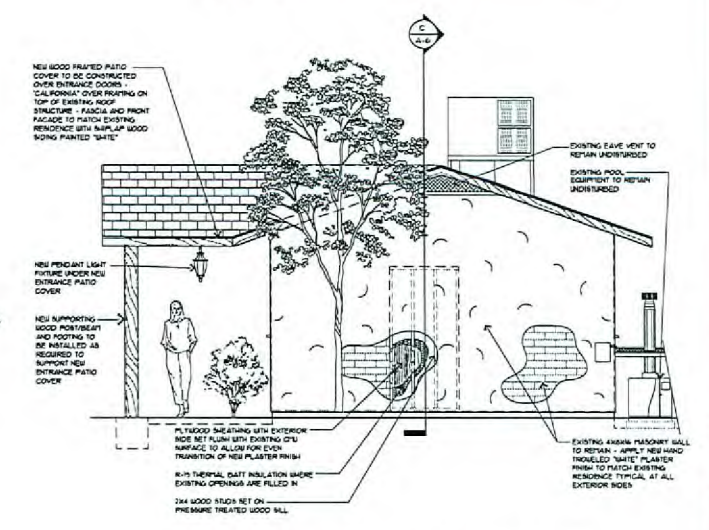 C
A-6
NEW WOOD FRAMED PATIO
COVER TO BE CONSTRUCTED
OVER ENTRANCE DOORS -
"CALIFORNIA" OVER FRAMING ON
TOP OF EXISTING ROOF
STRUCTURE - FASCIA AND FRONT
FACADE TO MATCH EXISTING
RESIDENCE WITH SHIPLAP WOOD
SIDING PAINTED "WHITE"
EXISTING EAVE VENT TO
REMAIN UNDISTURBED
EXISTING POOL
EQUIPMENT TO REMAIN
UNDISTURBED
NEW PENDANT LIGHT
FIXTURE UNDER NEW
ENTRANCE PATIO
COVER
NEW SUPPORTING
WOOD POST/BEAM
AND FOOTING TO
BE INSTALLED AS
REQUIRED TO
SUPPORT NEW
ENTRANCE PATIO
COVER
PLYWOOD SHEATHING WITH EXTERIOR
SIDE SET FLUSH WITH EXISTING CMU
SURFACE TO ALLOW FOR EVEN
TRANSITION OF NEW PLASTER FINISH
R-15 THERMAL BATT INSULATION WHERE
EXISTING OPENINGS ARE FILLED IN
2X4 WOOD STUDS SET ON
PRESSURE TREATED WOOD SILL
EXISTING 4X8X16 MASONRY WALL
TO REMAIN - APPLY NEW HAND
TROWELED "WHITE" PLASTER
FINISH TO MATCH EXISTING
RESIDENCE TYPICAL AT ALL
EXTERIOR SIDES